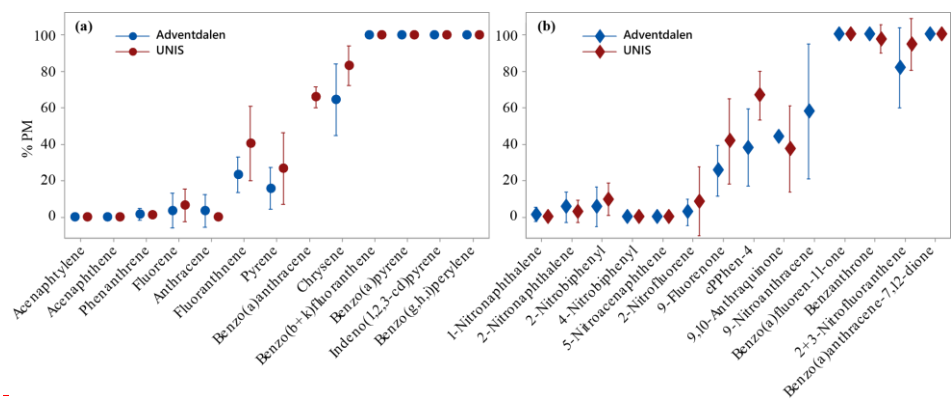 (a)
Adventdalen
UNIS
% PM
100
80
60
40
20
0
Acenaphtylene
Acenaphthene
Phenanthrene
Fluorene
Anthracene
Fluoranthene
Pyrene
Benzo(a)anthracene
Chrysene
Benzo(b+k)fluoranthene
Benzo(a)pyrene
Indeno(1,2,3-cd)pyrene
Benzo(g,h,i)perylene
(b)
Adventdalen
UNIS
100
80
60
40
20
0
1-Nitronaphthalene
2-Nitronaphthalene
2-Nitrobiphenyl
4-Nitrobiphenyl
5-Nitroacenaphthene
2-Nitrofluorene
9-Fluorenone
cPPhen-4
9,10-Anthraquinone
9-Nitroanthracene
Benzo(a)fluoren-11-one
Benzanthrone
2+3-Nitrofluoranthene
Benzo(a)anthracene-7,12-dione